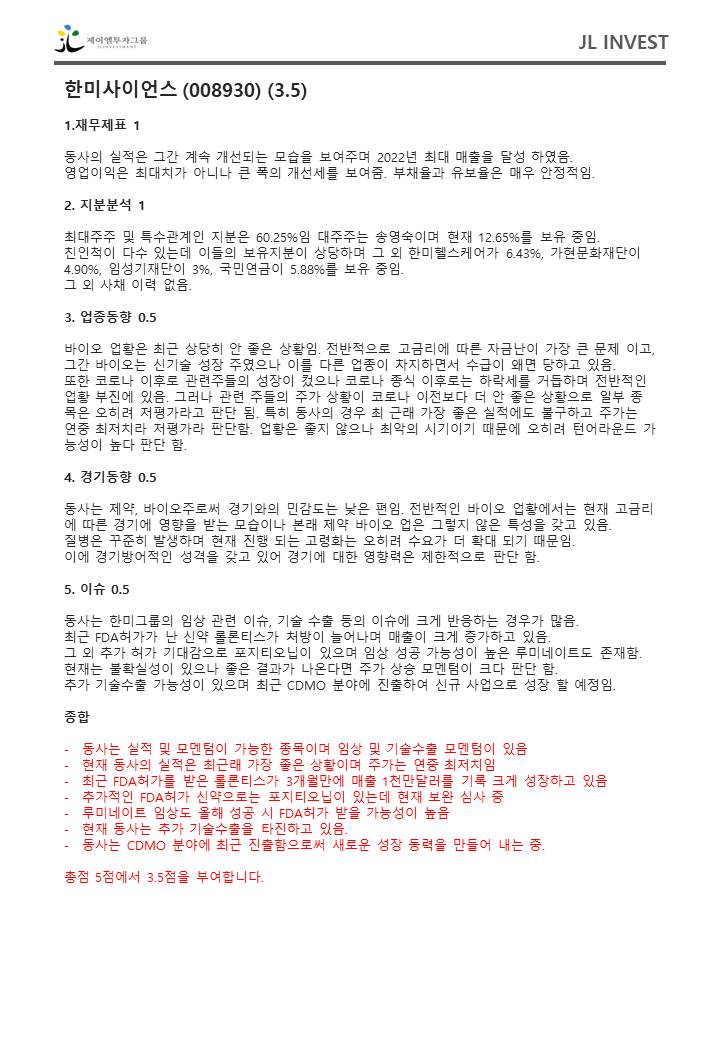 제이엘투자그룹
JLINVESTMENT
JL INVEST
한미사이언스 (008930) (3.5)
1.재무제표 1
동사의 실적은 그간 계속 개선되는 모습을 보여주며 2022년 최대 매출을 달성 하였음.
영업이익은 최대치가 아니나 큰 폭의 개선세를 보여줌. 부채율과 유보율은 매우 안정적임.
2. 지분분석 1
최대주주 및 특수관계인 지분은 60.25%임 대주주는 송영숙이며 현재 12.65%를 보유 중임.
친인척이 다수 있는데 이들의 보유지분이 상당하며 그 외 한미헬스케어가 6.43%, 가현문화재단이
4.90%, 임성기재단이 3%, 국민연금이 5.88%를 보유 중임.
그 외 사채 이력 없음.
3. 업종동향 0.5
바이오 업황은 최근 상당히 안 좋은 상황임. 전반적으로 고금리에 따른 자금난이 가장 큰 문제 이고,
그간 바이오는 신기술 성장 주였으나 이를 다른 업종이 차지하면서 수급이 왜면 당하고 있음.
또한 코로나 이후로 관련주들의 성장이 컸으나 코로나 종식 이후로는 하락세를 거듭하며 전반적인
업황 부진에 있음. 그러나 관련 주들의 주가 상황이 코로나 이전보다 더 안 좋은 상황으로 일부 종
목은 오히려 저평가라고 판단 됨. 특히 동사의 경우 최 근래 가장 좋은 실적에도 불구하고 주가는
연중 최저치라 저평가라 판단함. 업황은 좋지 않으나 최악의 시기이기 때문에 오히려 턴어라운드 가
능성이 높다 판단 함.
4. 경기동향 0.5
동사는 제약, 바이오주로써 경기와의 민감도는 낮은 편임. 전반적인 바이오 업황에서는 현재 고금리
에 따른 경기에 영향을 받는 모습이나 본래 제약 바이오 업은 그렇지 않은 특성을 갖고 있음.
질병은 꾸준히 발생하며 현재 진행 되는 고령화는 오히려 수요가 더 확대 되기 때문임.
이에 경기방어적인 성격을 갖고 있어 경기에 대한 영향력은 제한적으로 판단 함.
5. 이슈 0.5
동사는 한미그룹의 임상 관련 이슈, 기술 수출 등의 이슈에 크게 반응하는 경우가 많음.
최근 FDA허가가 난 신약 롤론티스가 처방이 늘어나며 매출이 크게 증가하고 있음.
그 외 추가 허가 기대감으로 포지티오닙이 있으며 임상 성공 가능성이 높은 루미네이트도 존재함.
현재는 불확실성이 있으나 좋은 결과가 나온다면 주가 상승 모멘텀이 크다 판단 함.
추가 기술수출 가능성이 있으며 최근 CDMO 분야에 진출하여 신규 사업으로 성장 할 예정임.
종합
- 동사는 실적 및 모멘텀이 가능한 종목이며 임상 및 기술수출 모멘텀이 있음
- 현재 동사의 실적은 최근래 가장 좋은 상황이며 주가는 연중 최저치임
- 최근 FDA허가를 받은 롤론티스가 3개월만에 매출 1천만달러를 기록 크게 성장하고 있음
- 추가적인 FDA허가 신약으로는 포지티오닙이 있는데 현재 보완 심사 중
- 루미네이트 임상도 올해 성공 시 FDA허가 받을 가능성이 높음
- 현재 동사는 추가 기술수출을 타진하고 있음.
- 동사는 CDMO 분야에 최근 진출함으로써 새로운 성장 동력을 만들어 내는 중.
총점 5점에서 3.5점을 부여합니다.